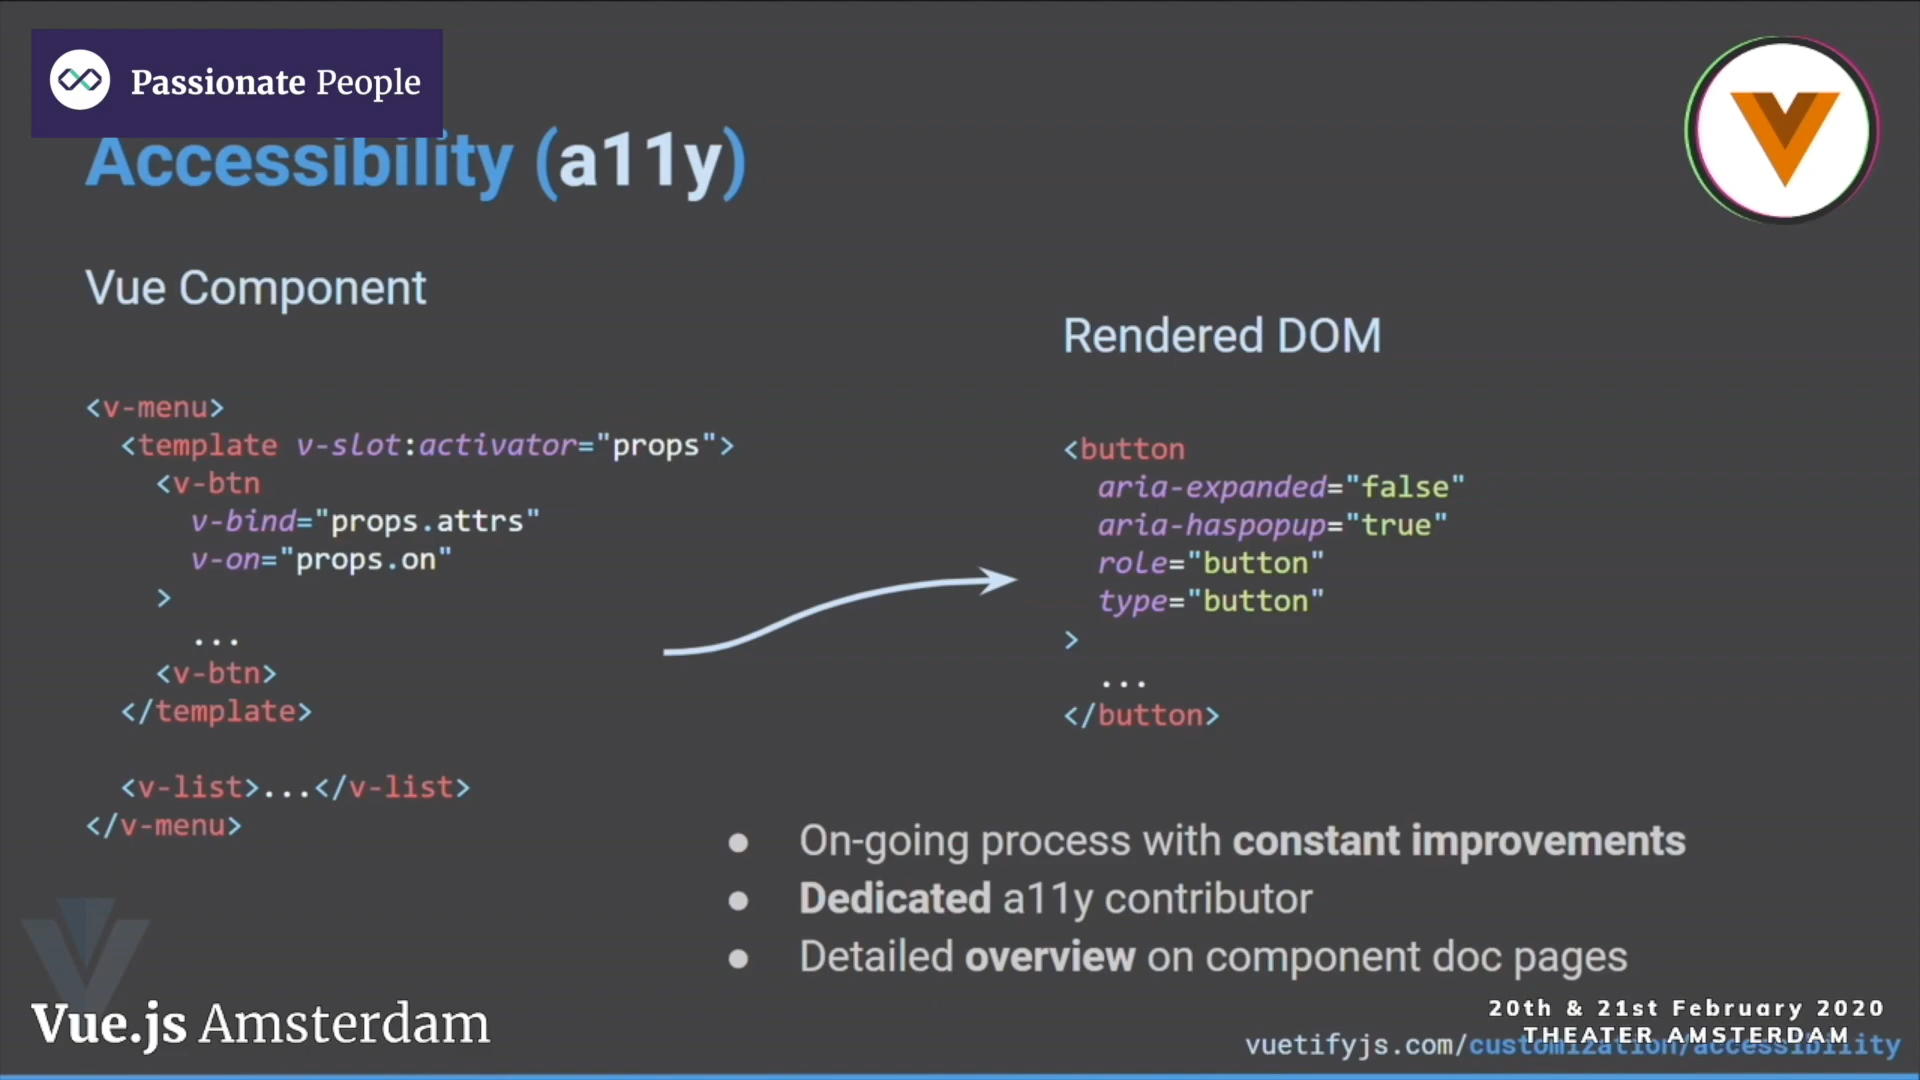 Passionate People
Accessibility (a11y)
Vue Component
<v-menu>
  <template v-slot:activator="props">
    <v-btn
      v-bind="props.attrs"
      v-on="props.on"
    >
      ...
    <v-btn>
  </template>

  <v-list>...</v-list>
</v-menu>
Rendered DOM
<button
  aria-expanded="false"
  aria-haspopup="true"
  role="button"
  type="button"
>
  ...
</button>
● On-going process with constant improvements
● Dedicated a11y contributor
● Detailed overview on component doc pages
Vue.js Amsterdam
20th & 21st February 2020
THEATER AMSTERDAM
vuetifyjs.com/customization/accessibility